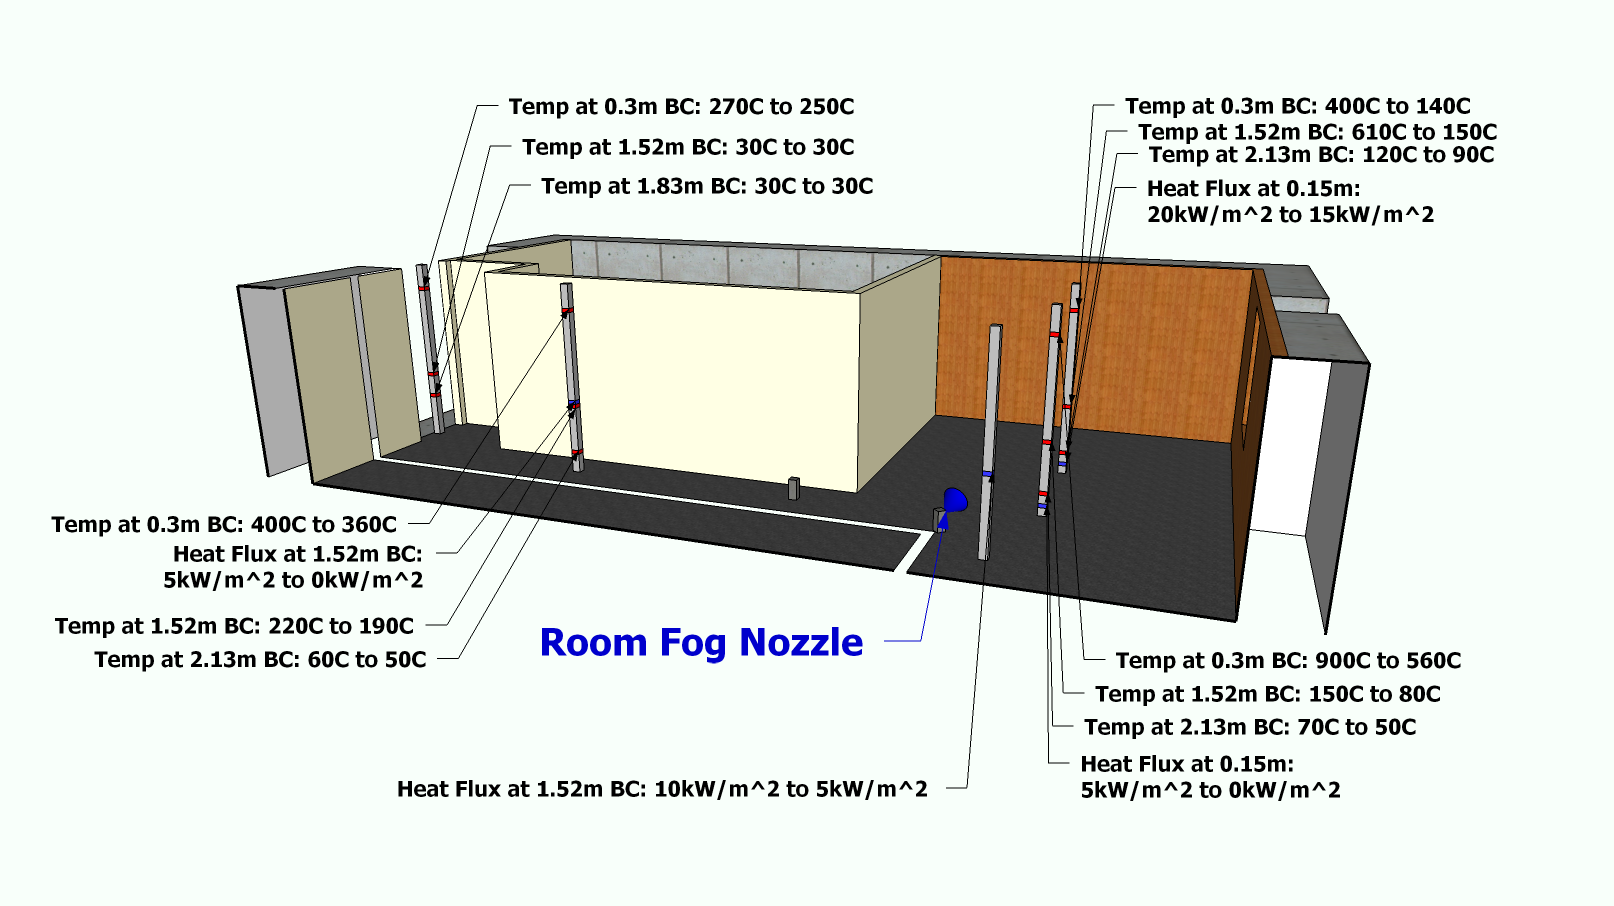 Temp at 0.3m BC: 270C to 250C
Temp at 1.52m BC: 30C to 30C
Temp at 1.83m BC: 30C to 30C
Temp at 0.3m BC: 400C to 140C
Temp at 1.52m BC: 610C to 150C
Temp at 2.13m BC: 120C to 90C
Heat Flux at 0.15m:
20kW/m^2 to 15kW/m^2
Temp at 0.3m BC: 400C to 360C
Heat Flux at 1.52m BC:
5kW/m^2 to 0kW/m^2
Temp at 1.52m BC: 220C to 190C
Temp at 2.13m BC: 60C to 50C
Room Fog Nozzle
Heat Flux at 1.52m BC: 10kW/m^2 to 5kW/m^2
Temp at 0.3m BC: 900C to 560C
Temp at 1.52m BC: 150C to 80C
Temp at 2.13m BC: 70C to 50C
Heat Flux at 0.15m:
5kW/m^2 to 0kW/m^2